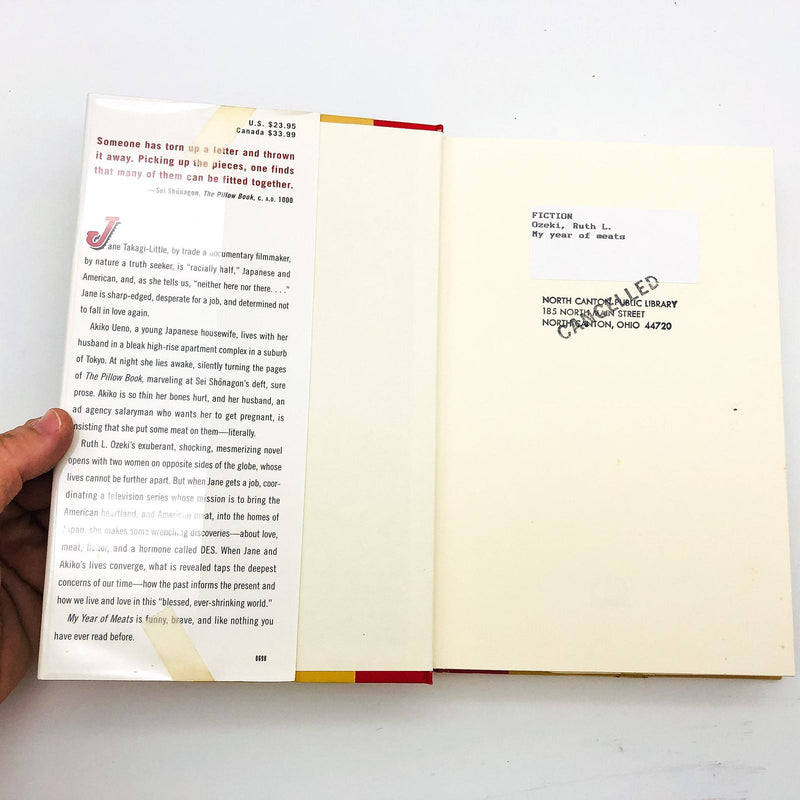 U.S. $23.95
Canada $33.99
Someone has torn up a letter and thrown
it away. Picking up the pieces, one finds
that many of them can be fitted together.
—Sei Shōnagon, The Pillow Book, c. A.D. 1000
Jane Takagi-Little, by trade a documentary filmmaker,
by nature a truth seeker, is "racially half," Japanese and
American, and, as she tells us, "neither here nor there. . . ."
Jane is sharp-edged, desperate for a job, and determined not
to fall in love again.
Akiko Ueno, a young Japanese housewife, lives with her
husband in a bleak high-rise apartment complex in a suburb
of Tokyo. At night she lies awake, silently turning the pages
of The Pillow Book, marveling at Sei Shōnagon's deft, sure
prose. Akiko is so thin her bones hurt, and her husband, an
ad agency salaryman who wants her to get pregnant, is
insisting that she put some meat on them—literally.
Ruth L. Ozeki's exuberant, shocking, mesmerizing novel
opens with two women on opposite sides of the globe, whose
lives cannot be further apart. But when Jane gets a job, coor-
dinating a television series whose mission is to bring the
American heartland, and American meat, into the homes of
Japan, she makes some wrenching discoveries—about love,
meat, honor, and a hormone called DES. When Jane and
Akiko's lives converge, what is revealed taps the deepest
concerns of our time—how the past informs the present and
how we live and love in this "blessed, ever-shrinking world."
My Year of Meats is funny, brave, and like nothing you
have ever read before.
0698
FICTION
Ozeki, Ruth L.
My year of meats
CANCELLED
NORTH CANTON PUBLIC LIBRARY
185 NORTH MAIN STREET
NORTH CANTON, OHIO 44720